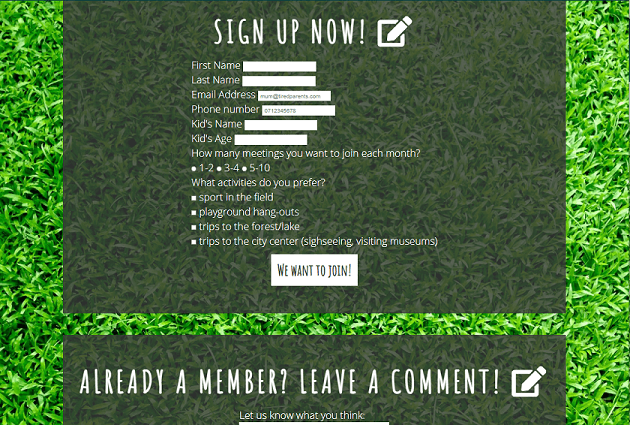 SIGN UP NOW!
First Name
Last Name
Email Address mum@tiredparents.com
Phone number 0712345678
Kid's Name
Kid's Age
How many meetings you want to join each month?
1-2 3-4 5-10
What activities do you prefer?
sport in the field
playground hang-outs
trips to the forest/lake
trips to the city center (sighseeing, visiting museums)
We want to join!
ALREADY A MEMBER? LEAVE A COMMENT!
Let us know what you think: